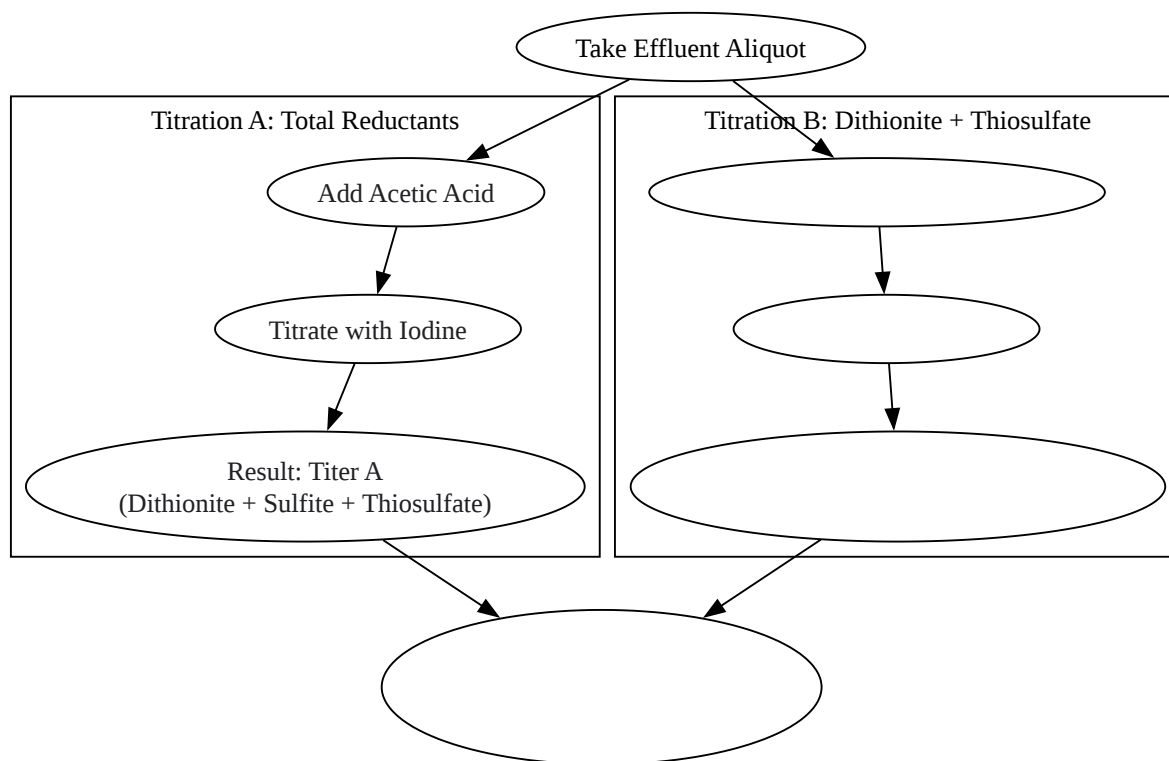 Take Effluent Aliquot
Titration A: Total Reductants
Add Acetic Acid
Titrate with Iodine
Result: Titer A
(Dithionite + Sulfite + Thiosulfate)
Titration B: Dithionite + Thiosulfate